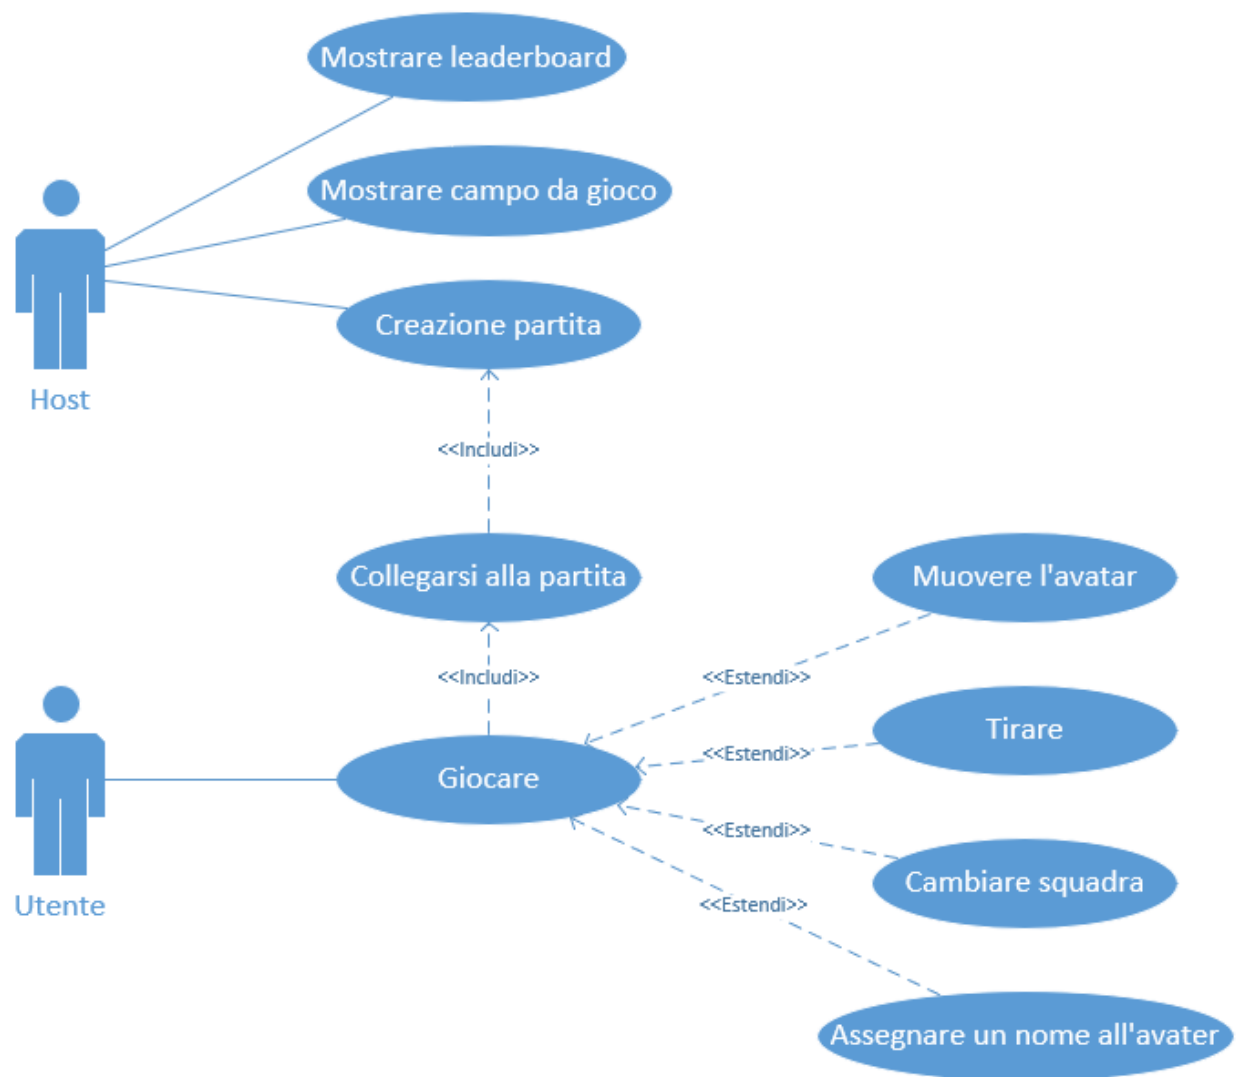 Mostrare leaderboard
Mostrare campo da gioco
Creazione partita
Host
<<Includi>>
Collegarsi alla partita
Muovere l'avatar
<<Includi>>
<<Estendi>>
Tirare
<<Estendi>>
Giocare
<<Estendi>>
Cambiare squadra
Utente
<<Estendi>>
Assegnare un nome all'avater